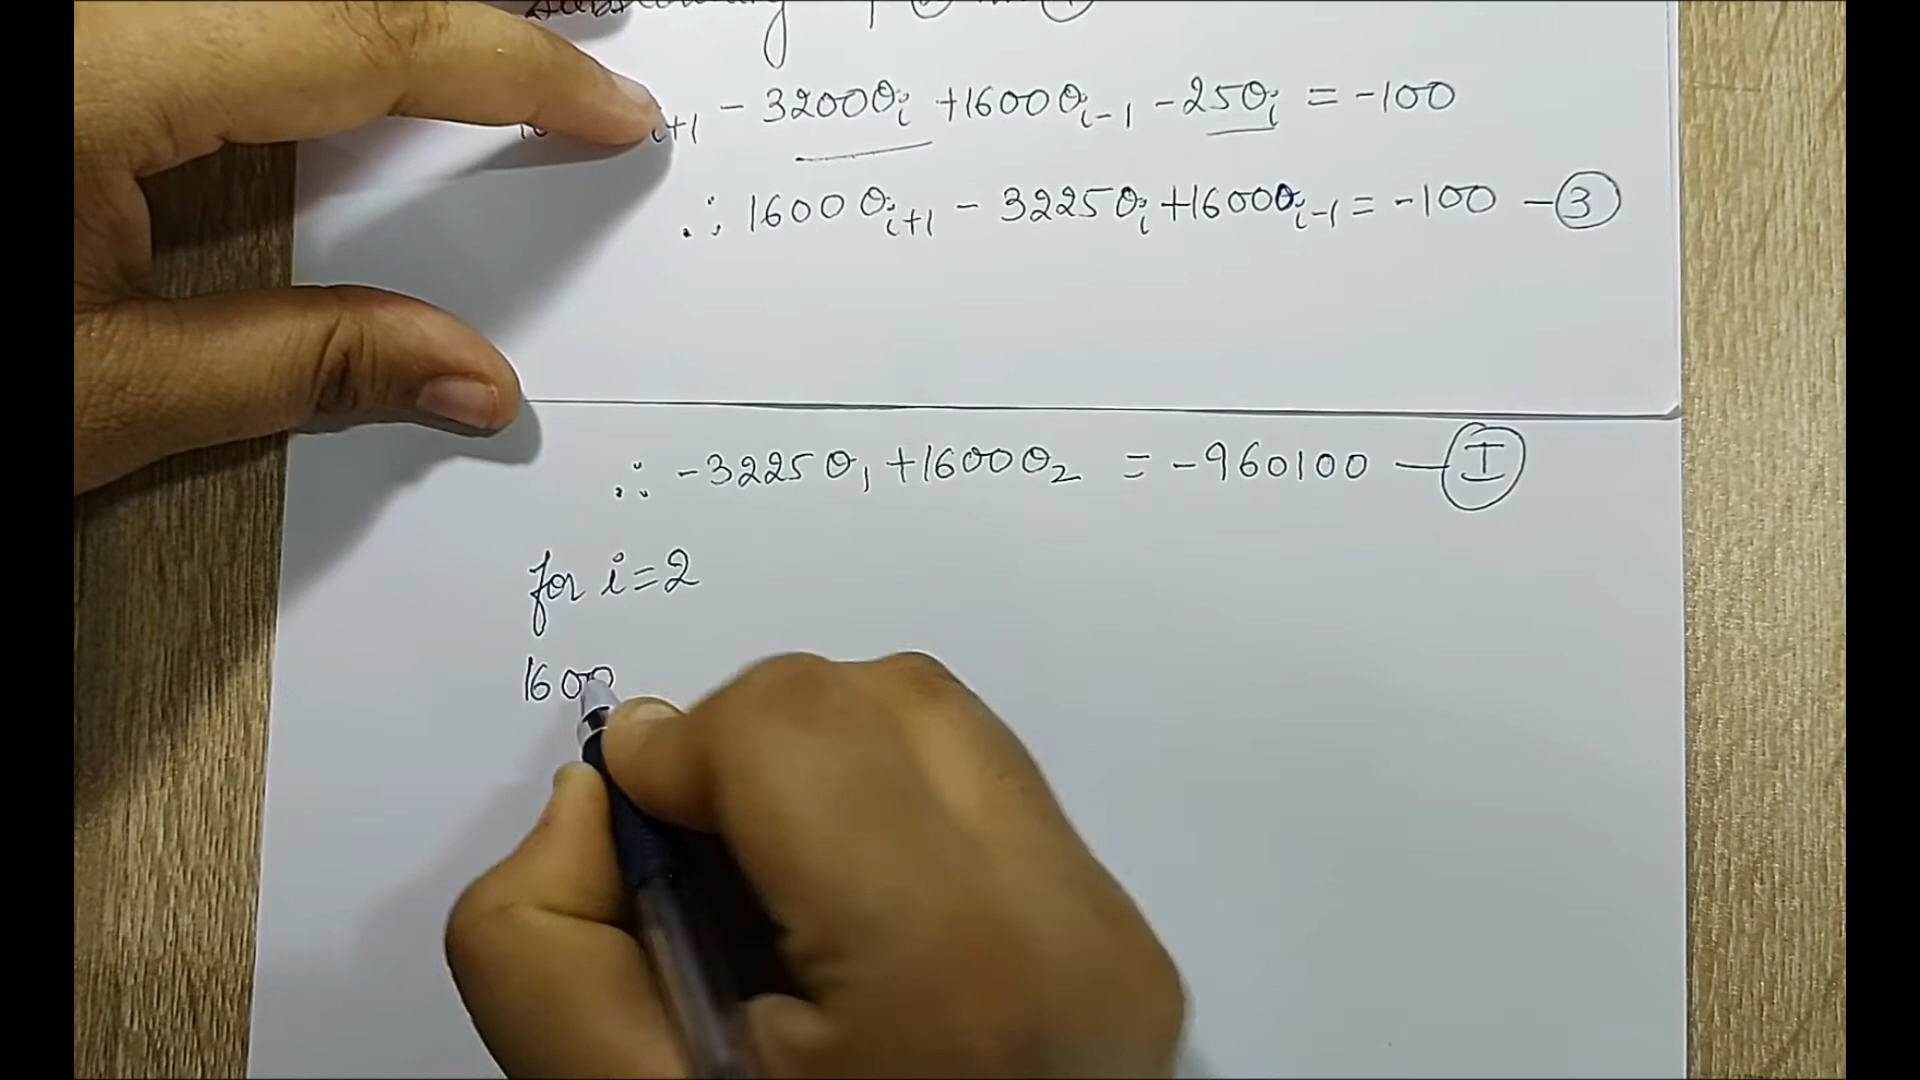 i+1 - 3200θi + 1600θi-1 - 25θi = -100
∴ 1600θi+1 - 3225θi + 1600θi-1 = -100 - ③
∴ -3225θ1 + 1600θ2 = -960100 - Ⓘ
for i=2
1600